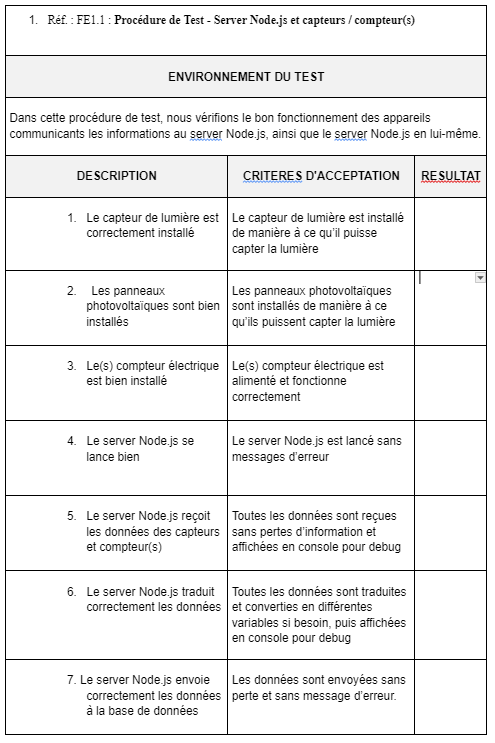 1. Réf. : FE1.1 : Procédure de Test - Server Node.js et capteurs / compteur(s)
ENVIRONNEMENT DU TEST
Dans cette procédure de test, nous vérifions le bon fonctionnement des appareils
communicants les informations au server Node.js, ainsi que le server Node.js en lui-même.
DESCRIPTION
CRITERES D'ACCEPTATION
RESULTAT
1. Le capteur de lumière est
correctement installé
Le capteur de lumière est installé
de manière à ce qu'il puisse
capter la lumière
2. Les panneaux
photovoltaïques sont bien
installés
Les panneaux photovoltaïques
sont installés de manière à ce
qu'ils puissent capter la lumière
3. Le(s) compteur électrique
est bien installé
Le(s) compteur électrique est
alimenté et fonctionne
correctement
4. Le server Node.js se
lance bien
Le server Node.js est lancé sans
messages d'erreur
5. Le server Node.js reçoit
les données des capteurs
et compteur(s)
Toutes les données sont reçues
sans pertes d'information et
affichées en console pour debug
6. Le server Node.js traduit
correctement les données
Toutes les données sont traduites
et converties en différentes
variables si besoin, puis affichées
en console pour debug
7. Le server Node.js envoie
correctement les données
à la base de données
Les données sont envoyées sans
perte et sans message d'erreur.